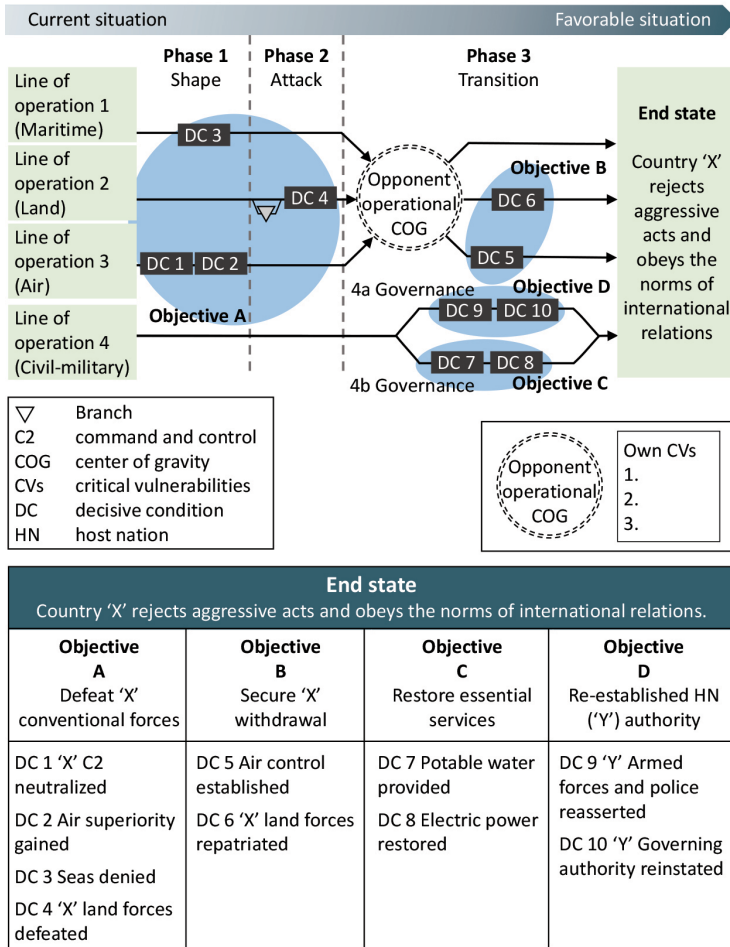 Current situation
Favorable situation
Phase 1
Shape
Phase 2
Attack
Phase 3
Transition
Line of
operation 1
(Maritime)
Line of
operation 2
(Land)
Line of
operation 3
(Air)
Line of
operation 4
(Civil-military)
DC 3
DC 4
DC 1
DC 2
Objective A
Opponent
operational
COG
Objective B
DC 6
DC 5
4a Governance
Objective D
DC 9
DC 10
DC 7
DC 8
4b Governance
Objective C
End state
Country ‘X’
rejects
aggressive
acts and
obeys the
norms of
international
relations
Branch
C2 command and control
COG center of gravity
CVs critical vulnerabilities
DC decisive condition
HN host nation
Opponent
operational
COG
Own CVs
1.
2.
3.
End state
Country ‘X’ rejects aggressive acts and obeys the norms of international relations.
Objective
A
Defeat ‘X’
conventional forces
Objective
B
Secure ‘X’
withdrawal
Objective
C
Restore essential
services
Objective
D
Re-established HN
(‘Y’) authority
DC 1 ‘X’ C2
neutralized
DC 2 Air superiority
gained
DC 3 Seas denied
DC 4 ‘X’ land forces
defeated
DC 5 Air control
established
DC 6 ‘X’ land forces
repatriated
DC 7 Potable water
provided
DC 8 Electric power
restored
DC 9 ‘Y’ Armed
forces and police
reasserted
DC 10 ‘Y’ Governing
authority reinstated